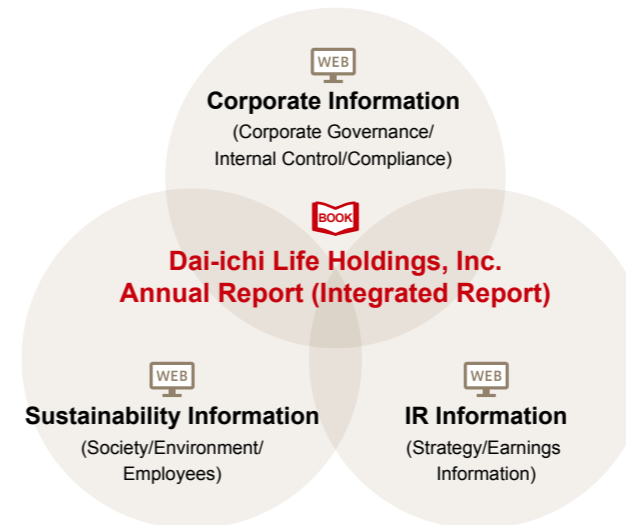 WEB
Corporate Information
(Corporate Governance/
Internal Control/Compliance)
BOOK
Dai-ichi Life Holdings, Inc.
Annual Report (Integrated Report)
WEB
Sustainability Information
(Society/Environment/
Employees)
WEB
IR Information
(Strategy/Earnings
Information)